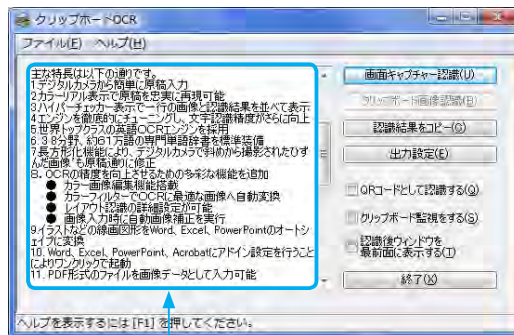 クリップボードOCR
ファイル(F) ヘルプ(H)
主な特長は以下の通りです。
1.デジタルカメラから簡単に原稿入力
2.カラーリアル表示で原稿を忠実に再現可能
3.ハイパーチェッカー表示で一行の画像と認識結果を並べて表示
4.エンジンを徹底的にチューニングし、文字認識精度がさらに向上
5.世界トップクラスの英語OCRエンジンを採用
6.38分野、約61万語の専門単語辞書を標準装備
7.長方形化機能により、デジタルカメラで斜めから撮影されたひず
んだ画像も原稿通りに修正
8.OCRの精度を向上させるための多彩な機能を追加
● カラー画像編集機能搭載
● カラーフィルターでOCRに最適な画像へ自動変換
● レイアウト認識の詳細設定が可能
● 画像入力時に自動画像補正を実行
9.イラストなどの線画図形をWord、Excel、PowerPointのオートシ
ェイプに変換
10.Word、Excel、PowerPoint、Acrobatにアドイン設定を行うこと
によりワンクリックで起動
11.PDF形式のファイルを画像データとして入力可能
画面キャプチャー認識(U)
クリップボード画像認識(B)
認識結果をコピー(C)
出力設定(E)
QRコードとして認識する(Q)
クリップボード監視をする(S)
認識後ウィンドウを
最前面に表示する(T)
終了(X)
ヘルプを表示するには [F1] を押してください。